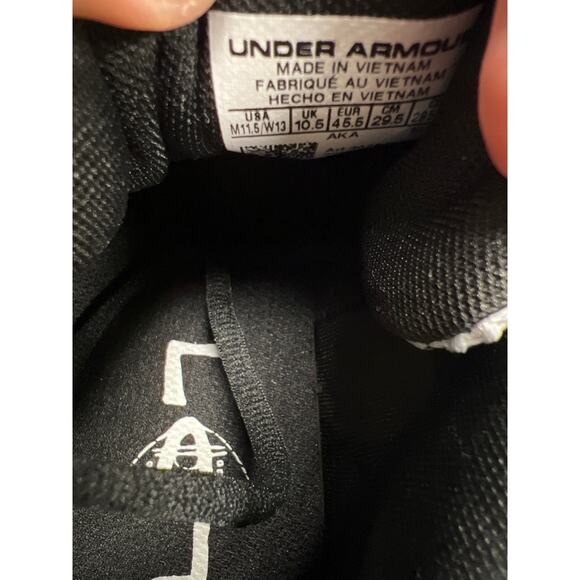 UNDER ARMOUR
MADE IN VIETNAM
FABRIQUÉ AU VIETNAM
HECHO EN VIETNAM
USA UK EUR CM
M11.5/W13 10.5 45.5 29.5
AKA
L
A